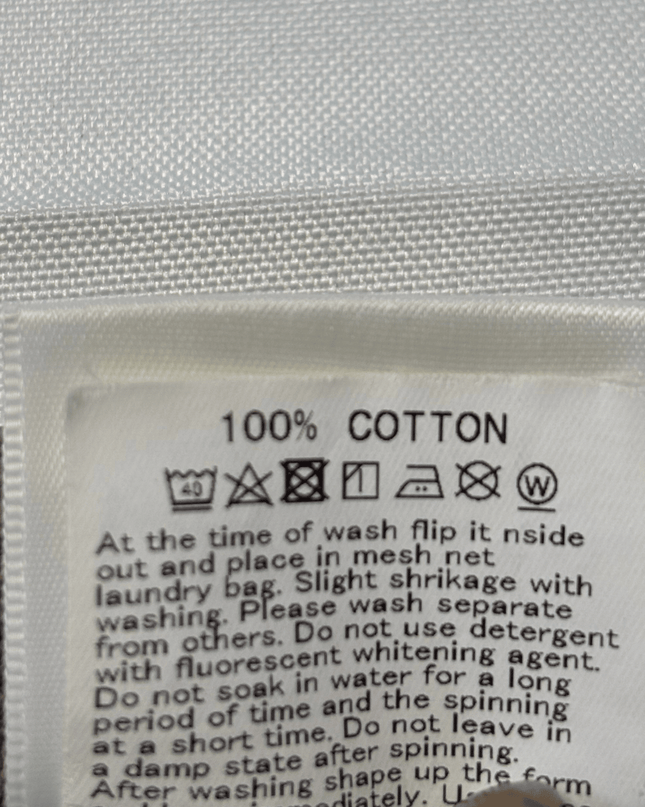 100% COTTON
40
W
At the time of wash flip it nside
out and place in mesh net
laundry bag. Slight shrikage with
washing. Please wash separate
from others. Do not use detergent
with fluorescent whitening agent.
Do not soak in water for a long
period of time and the spinning
at a short time. Do not leave in
a damp state after spinning.
After washing shape up the form